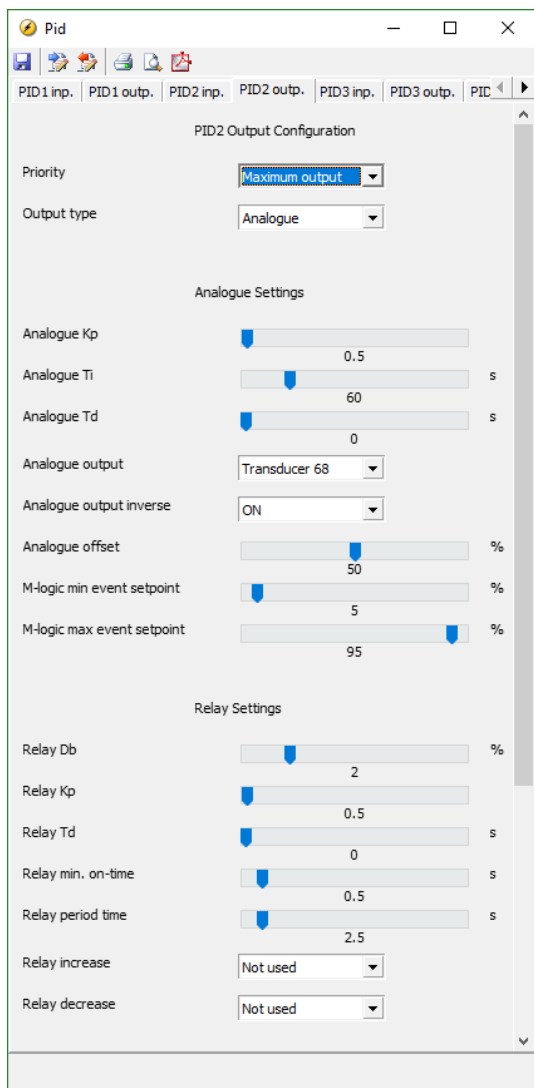 Pid
PID1 inp. PID1 outp. PID2 inp. PID2 outp. PID3 inp. PID3 outp. PID
PID2 Output Configuration
Priority Maximum output
Output type Analogue
Analogue Settings
Analogue Kp
0.5
Analogue Ti s
60
Analogue Td s
0
Analogue output Transducer 68
Analogue output inverse ON
Analogue offset %
50
M-logic min event setpoint %
5
M-logic max event setpoint %
95
Relay Settings
Relay Db %
2
Relay Kp
0.5
Relay Td s
0
Relay min. on-time s
0.5
Relay period time s
2.5
Relay increase Not used
Relay decrease Not used